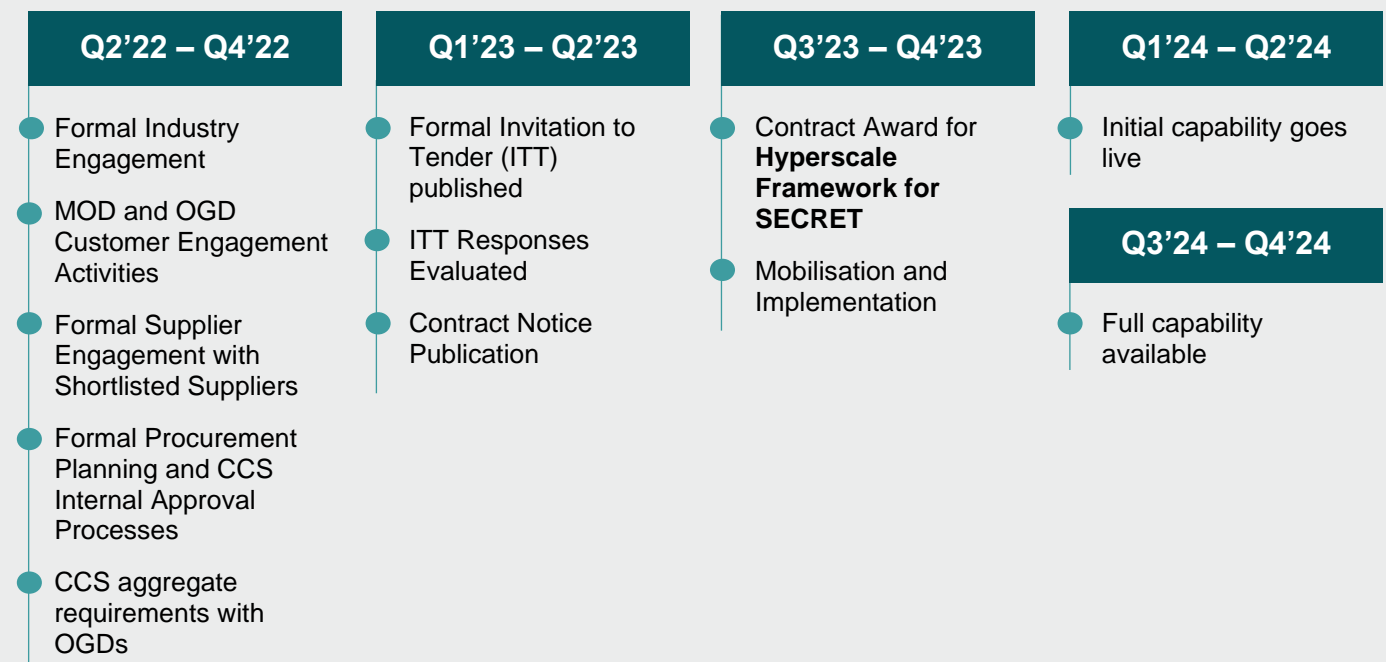 Q2’22 – Q4’22
Formal Industry
Engagement
MOD and OGD
Customer Engagement
Activities
Formal Supplier
Engagement with
Shortlisted Suppliers
Formal Procurement
Planning and CCS
Internal Approval
Processes
CCS aggregate
requirements with
OGDs
Q1’23 – Q2’23
Formal Invitation to
Tender (ITT)
published
ITT Responses
Evaluated
Contract Notice
Publication
Q3’23 – Q4’23
Contract Award for
Hyperscale
Framework for
SECRET
Mobilisation and
Implementation
Q1’24 – Q2’24
Initial capability goes
live
Q3’24 – Q4’24
Full capability
available